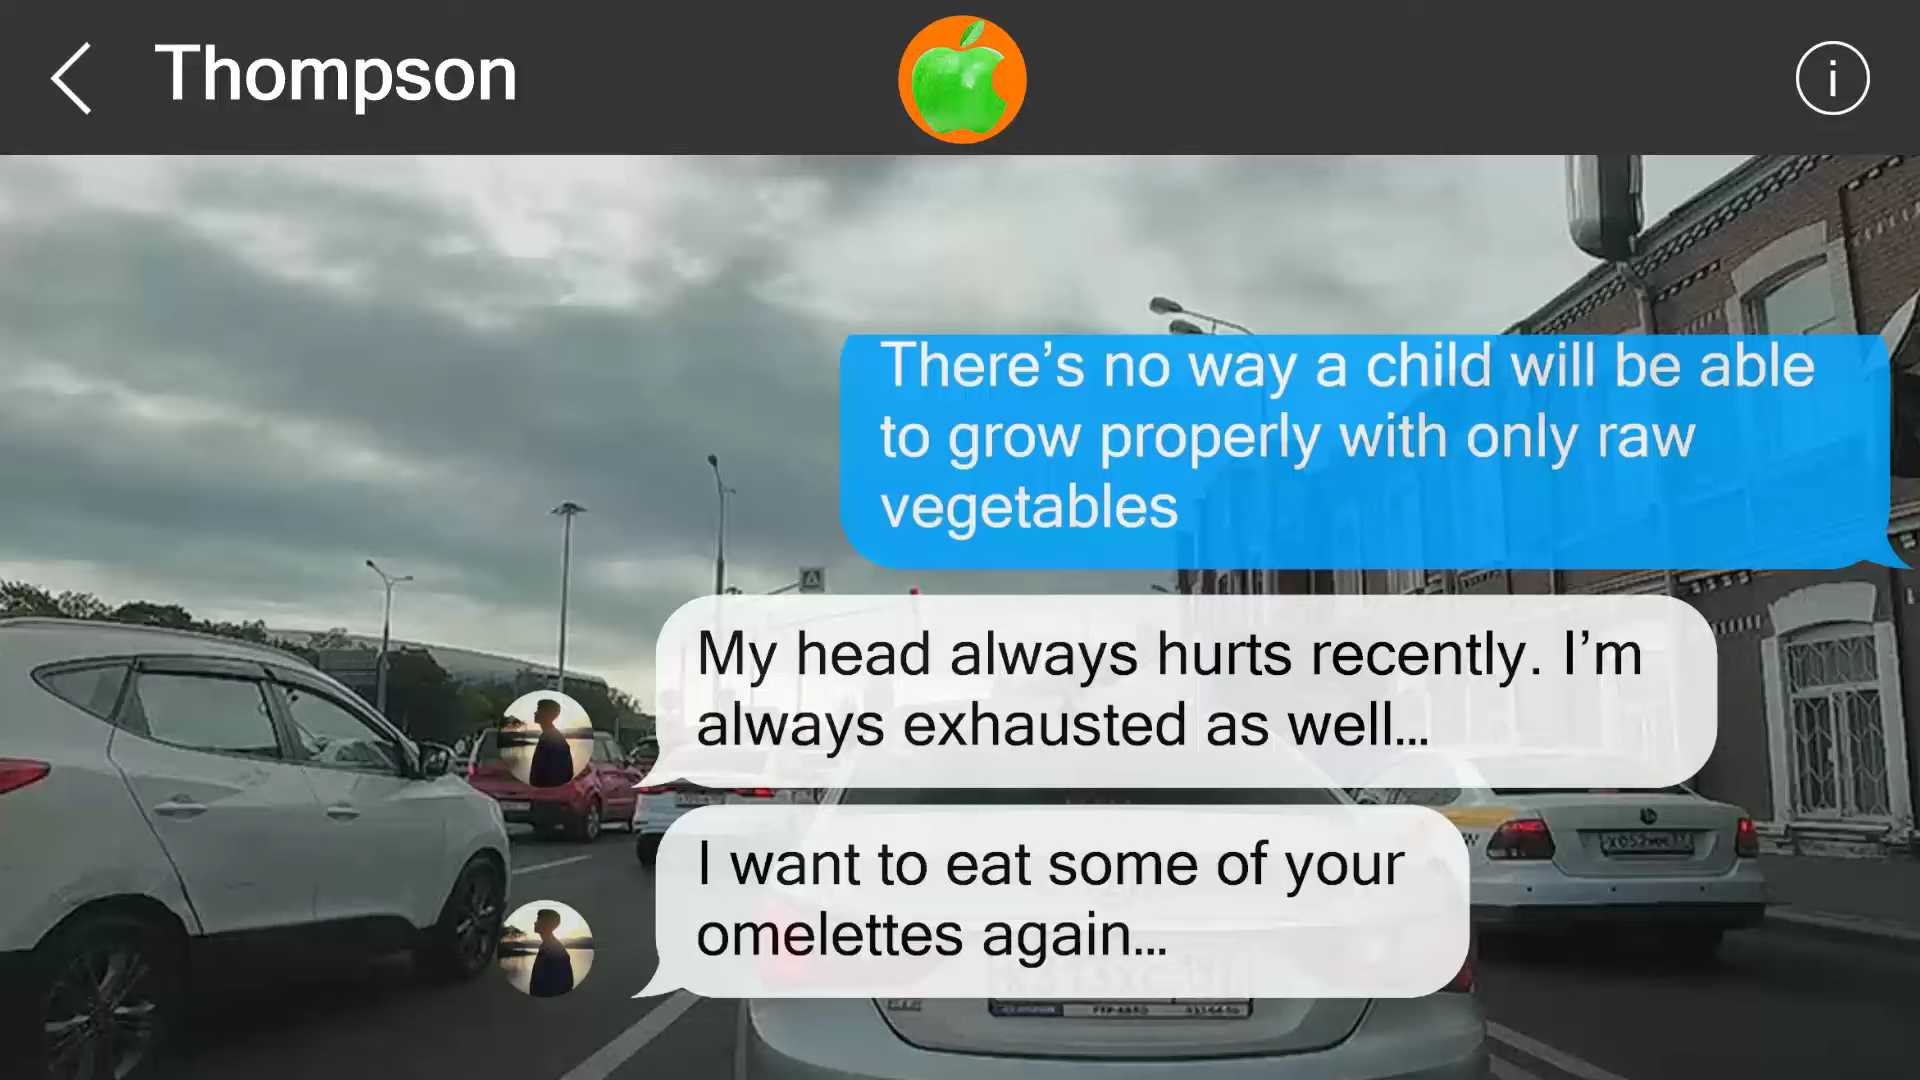 Thompson
i
There’s no way a child will be able
to grow properly with only raw
vegetables
My head always hurts recently. I’m
always exhausted as well...
I want to eat some of your
omelettes again...